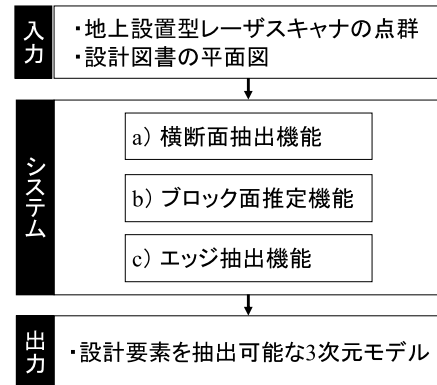 入力
・地上設置型レーザスキャナの点群
・設計図書の平面図
システム
a) 横断面抽出機能
b) ブロック面推定機能
c) エッジ抽出機能
出力
・設計要素を抽出可能な3次元モデル